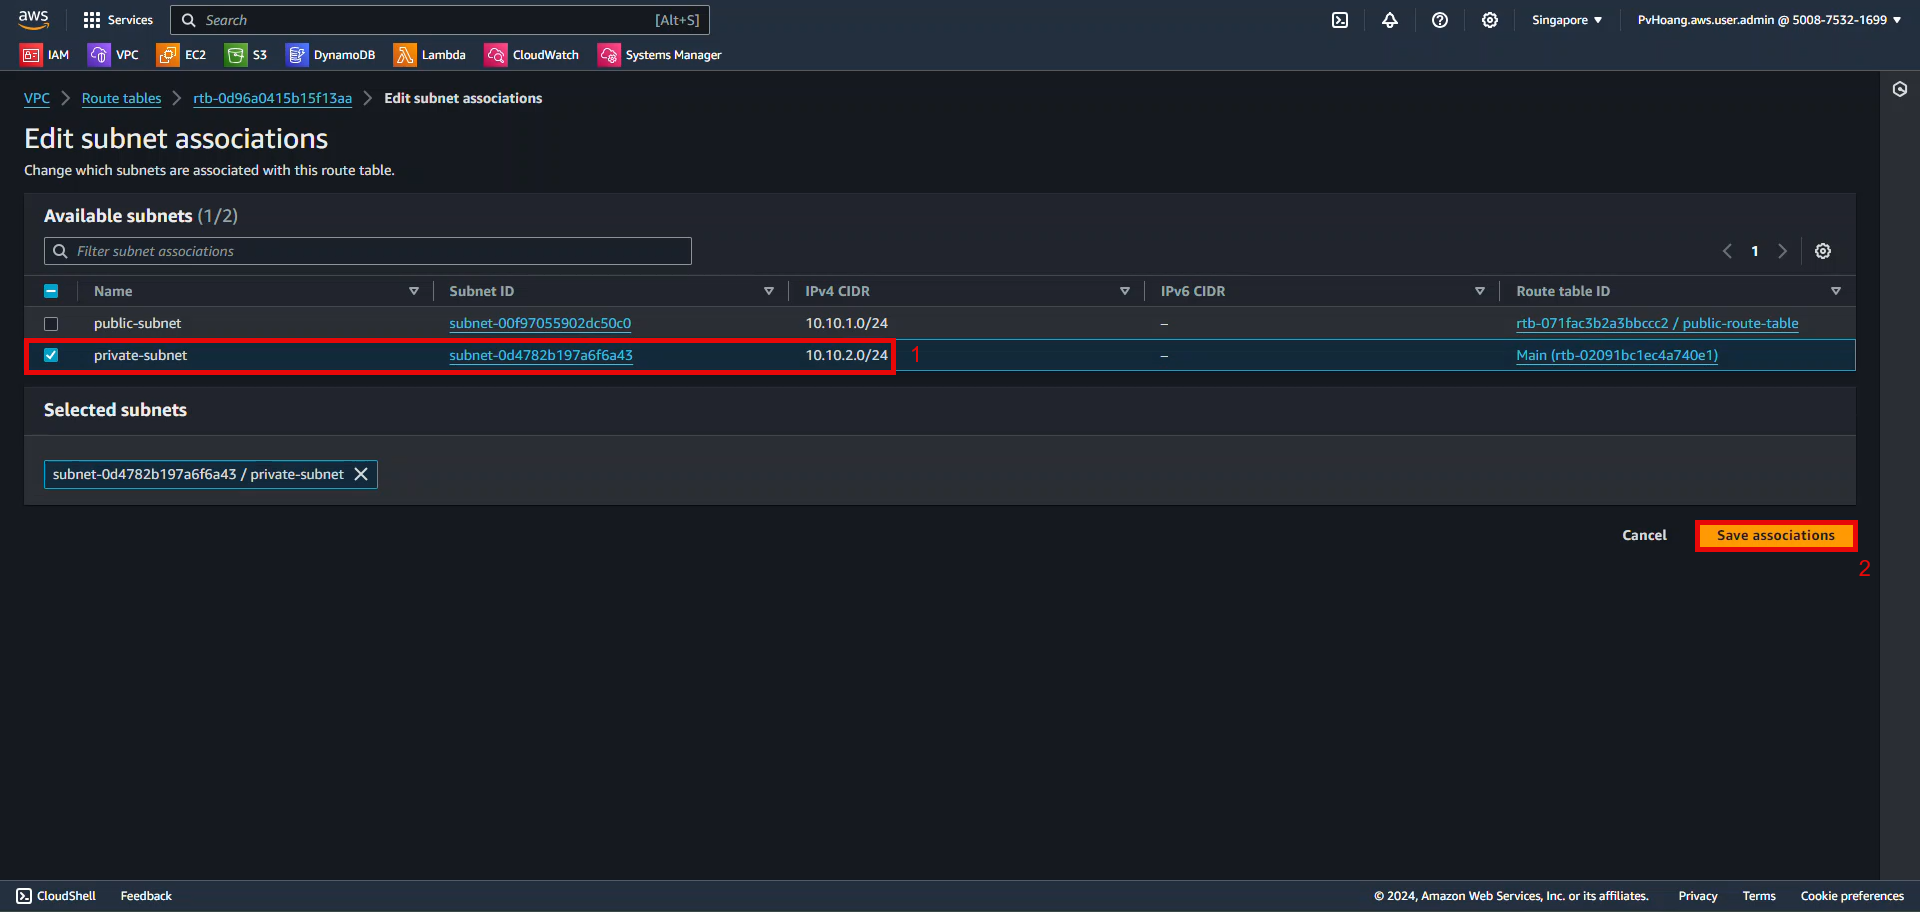 aws Services Search [Alt+S] Singapore PvHoang.aws.user.admin @ 5008-7532-1699
IAM VPC EC2 S3 DynamoDB Lambda CloudWatch Systems Manager
VPC Route tables rtb-0d96a0415b15f13aa Edit subnet associations
Edit subnet associations
Change which subnets are associated with this route table.
Available subnets (1/2)
Filter subnet associations 1
Name Subnet ID IPv4 CIDR IPv6 CIDR Route table ID
public-subnet subnet-00f97055902dc50c0 10.10.1.0/24 – rtb-071fac3b2a3bbccc2 / public-route-table
private-subnet subnet-0d4782b197a6f6a43 10.10.2.0/24 1 – Main (rtb-02091bc1ec4a740e1)
Selected subnets
subnet-0d4782b197a6f6a43 / private-subnet
Cancel Save associations
2
CloudShell Feedback © 2024, Amazon Web Services, Inc. or its affiliates. Privacy Terms Cookie preferences